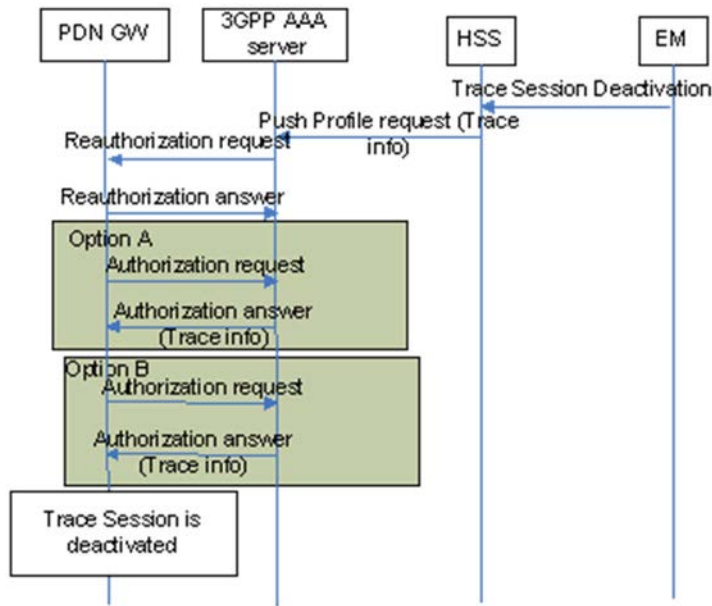 PDN GW
3GPP AAA
server
HSS
EM
Trace Session Deactivation
Push Profile request (Trace
info)
Reauthorization request
Reauthorization answer
Option A
Authorization request
Authorization answer
(Trace info)
Option B
Authorization request
Authorization answer
(Trace info)
Trace Session is
deactivated